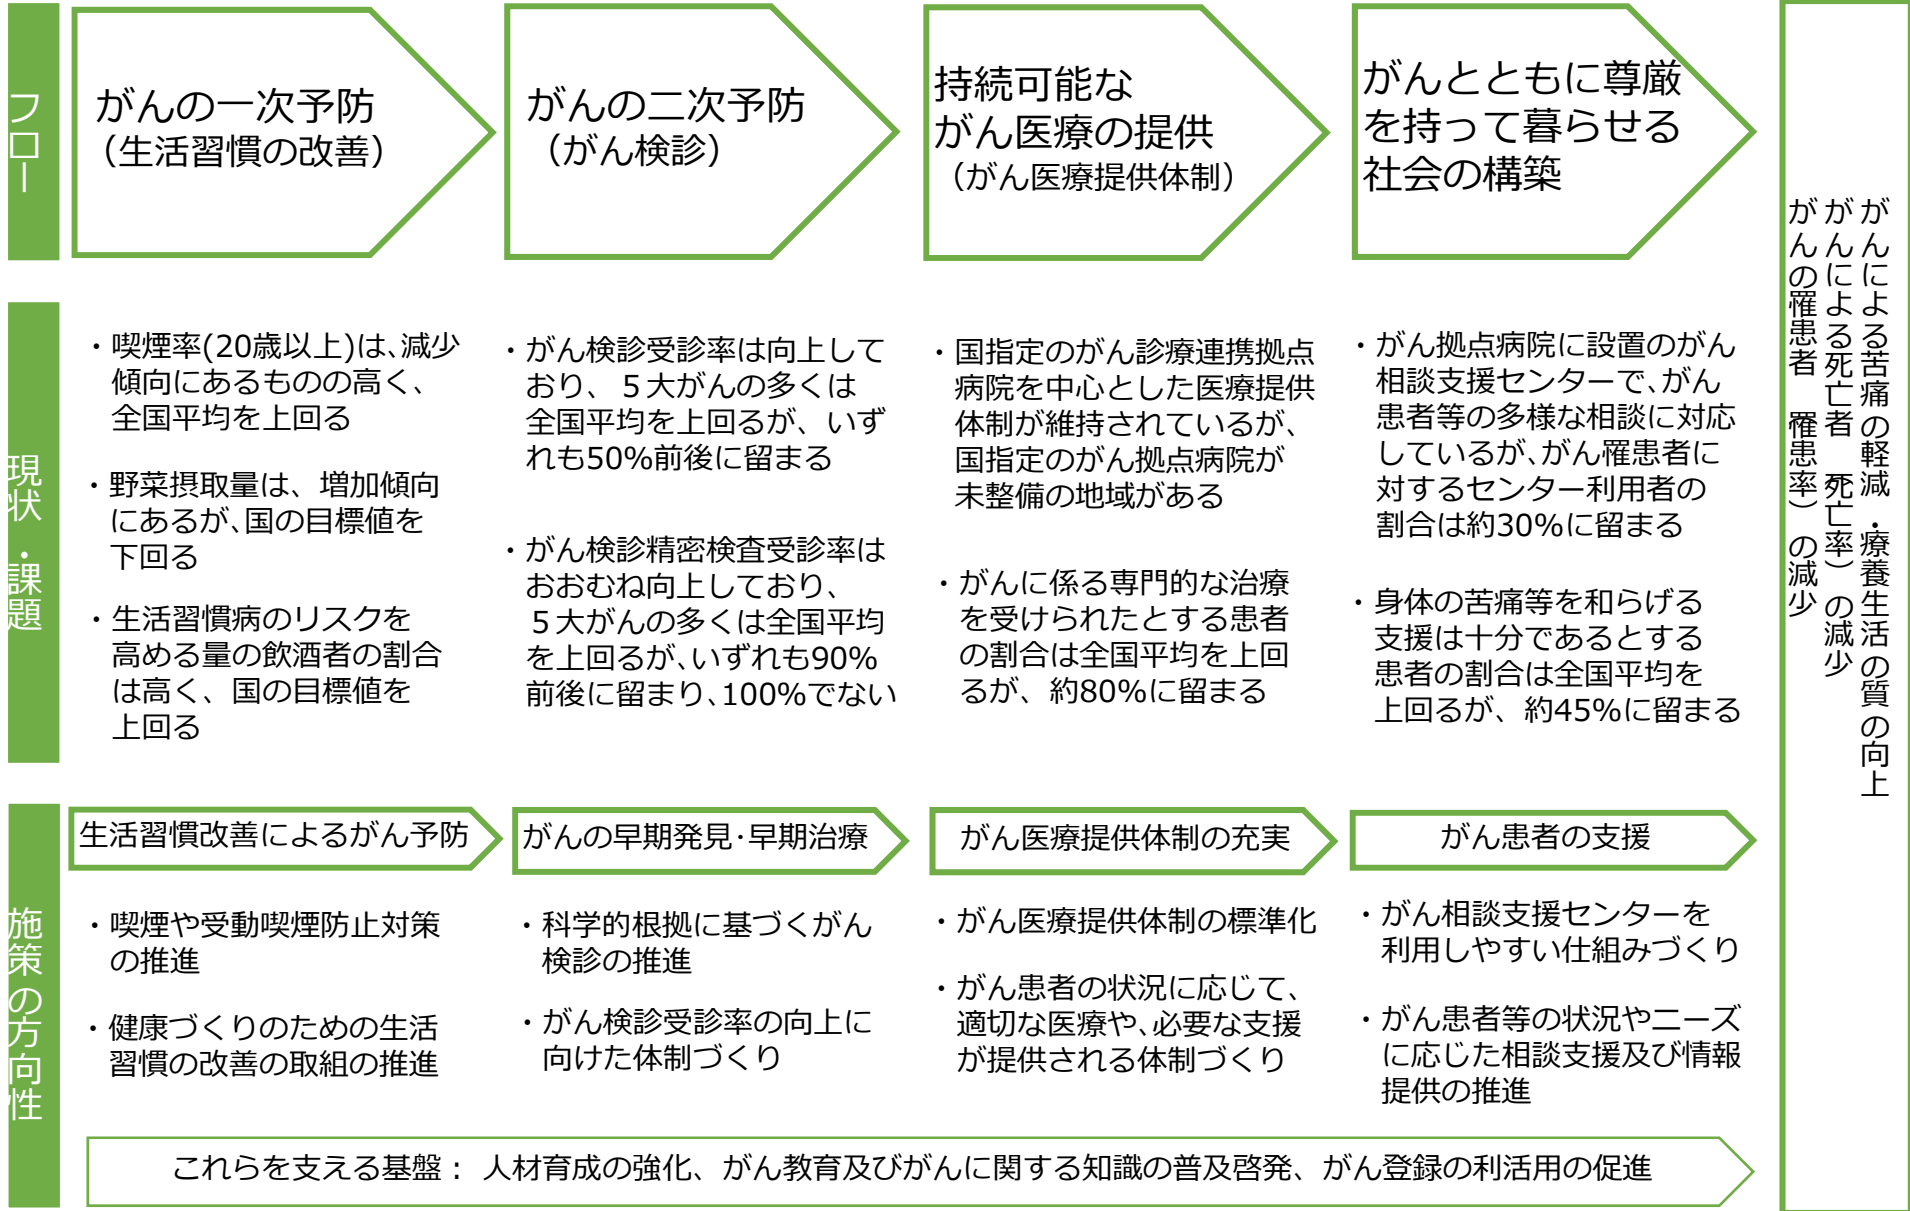 フロー
がんの一次予防
（生活習慣の改善）
がんの二次予防
（がん検診）
持続可能な
がん医療の提供
（がん医療提供体制）
がんとともに尊厳
を持って暮らせる
社会の構築
現状・課題
・喫煙率(20歳以上)は、減少
傾向にあるものの高く、
全国平均を上回る
・野菜摂取量は、増加傾向
にあるが、国の目標値を
下回る
・生活習慣病のリスクを
高める量の飲酒者の割合
は高く、国の目標値を
上回る
・がん検診受診率は向上して
おり、５大がんの多くは
全国平均を上回るが、いず
れも50%前後に留まる
・がん検診精密検査受診率は
おおむね向上しており、
５大がんの多くは全国平均
を上回るが、いずれも90%
前後に留まり、100%でない
・国指定のがん診療連携拠点
病院を中心とした医療提供
体制が維持されているが、
国指定のがん拠点病院が
未整備の地域がある
・がんに係る専門的な治療
を受けられたとする患者
の割合は全国平均を上回
るが、約80%に留まる
・がん拠点病院に設置のがん
相談支援センターで、がん
患者等の多様な相談に対応
しているが、がん罹患者に
対するセンター利用者の
割合は約30%に留まる
・身体の苦痛等を和らげる
支援は十分であるとする
患者の割合は全国平均を
上回るが、約45%に留まる
施策の方向性
生活習慣改善によるがん予防
がんの早期発見･早期治療
がん医療提供体制の充実
がん患者の支援
・喫煙や受動喫煙防止対策
の推進
・健康づくりのための生活
習慣の改善の取組の推進
・科学的根拠に基づくがん
検診の推進
・がん検診受診率の向上に
向けた体制づくり
・がん医療提供体制の標準化
・がん患者の状況に応じて、
適切な医療や、必要な支援
が提供される体制づくり
・がん相談支援センターを
利用しやすい仕組みづくり
・がん患者等の状況やニーズ
に応じた相談支援及び情報
提供の推進
これらを支える基盤： 人材育成の強化、がん教育及びがんに関する知識の普及啓発、がん登録の利活用の促進
がんによる苦痛の軽減・療養生活の質の向上
がんによる死亡者 死亡率）の減少
がんの罹患者 罹患率）の減少